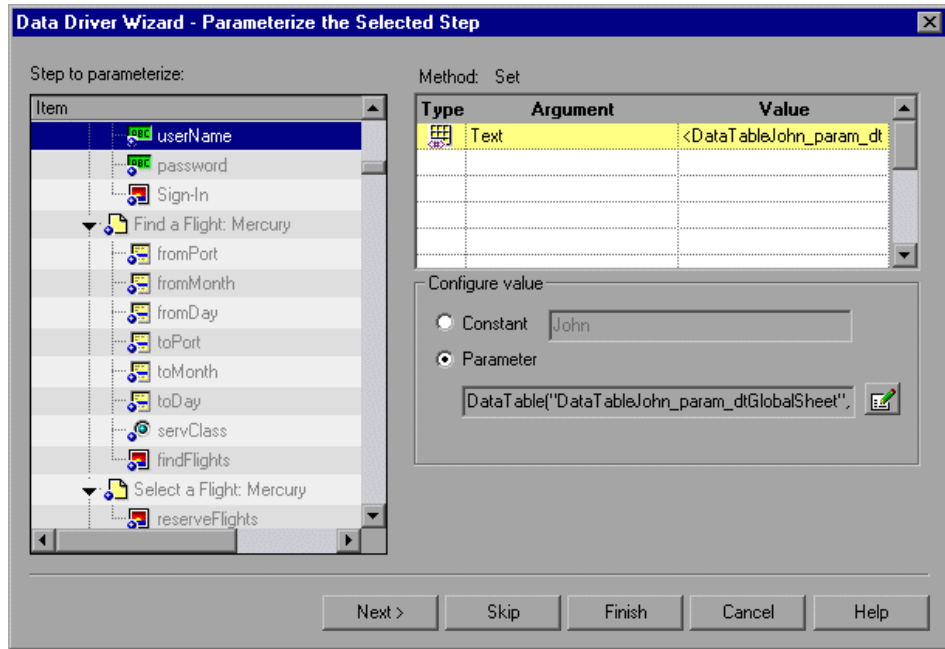 Data Driver Wizard - Parameterize the Selected Step
Step to parameterize:
Item
ABC userName
ABC password
Sign-In
Find a Flight: Mercury
fromPort
fromMonth
fromDay
toPort
toMonth
toDay
servClass
findFlights
Select a Flight: Mercury
reserveFlights
Method: Set
Type Argument Value
Text <DataTableJohn_param_dt
Configure value
Constant John
Parameter
DataTable("DataTableJohn_param_dtGlobalSheet",
Next > Skip Finish Cancel Help